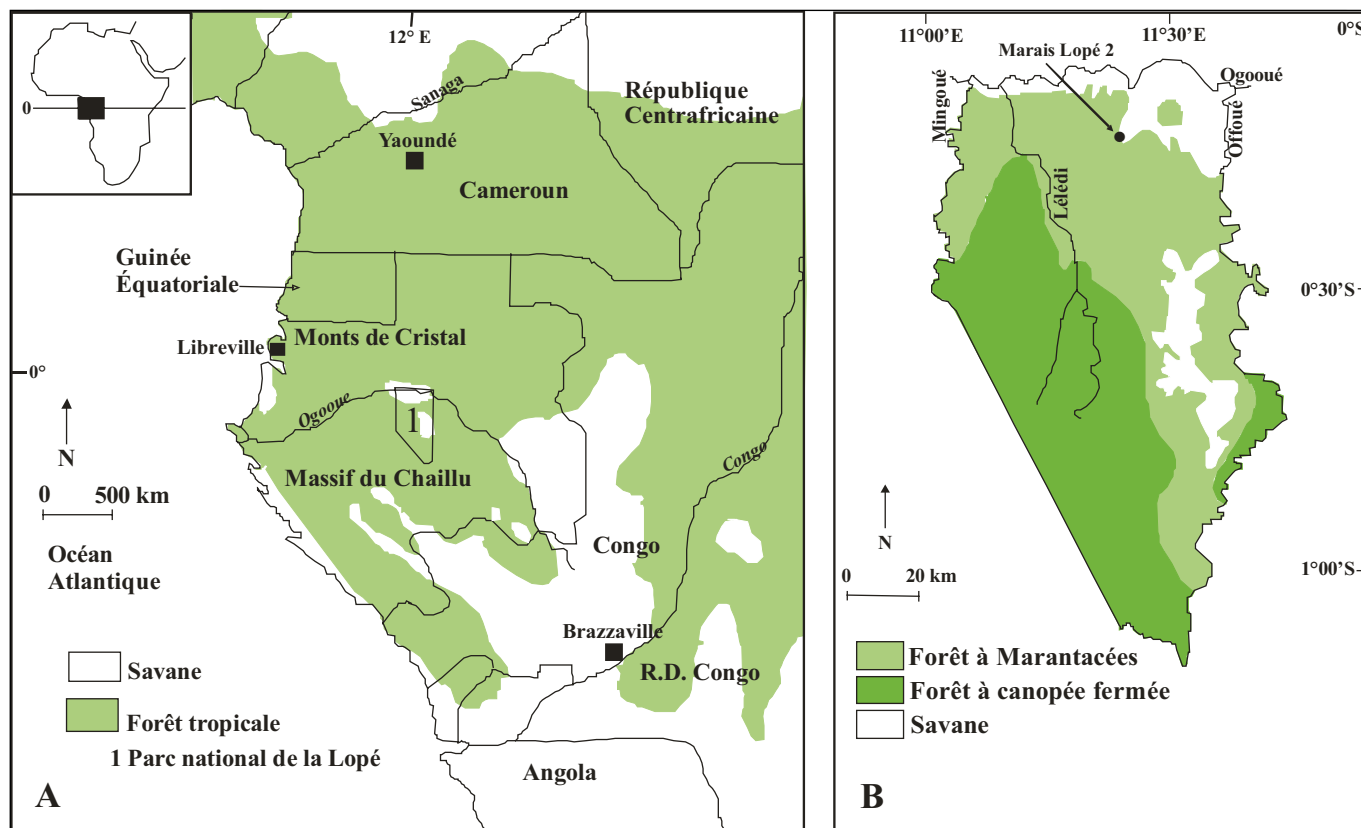 12° E
0
Sanaga
République
Centrafricaine
Yaoundé
Cameroun
Guinée
Équatoriale
Libreville
Monts de Cristal
0°
Ogooue
1
Congo
N
Massif du Chaillu
0 500 km
Océan
Atlantique
Congo
Brazzaville
R.D. Congo
Savane
Forêt tropicale
1 Parc national de la Lopé
Angola
A
11°00'E
11°30'E
0°S
Marais Lopé 2
Ogooué
Mingoué
Offoué
Lélédi
0°30'S
N
0 20 km
1°00'S
Forêt à Marantacées
Forêt à canopée fermée
Savane
B